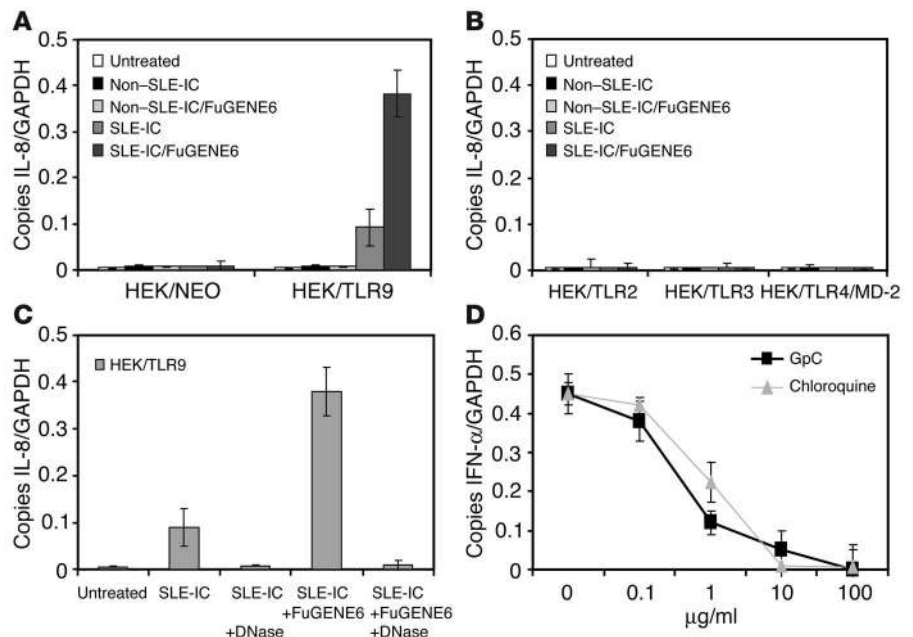 A
Copies IL-8/GAPDH
0.5
0.4
0.3
0.2
0.1
0
Untreated
Non–SLE-IC
Non–SLE-IC/FuGENE6
SLE-IC
SLE-IC/FuGENE6
HEK/NEO
HEK/TLR9
B
Copies IL-8/GAPDH
0.5
0.4
0.3
0.2
0.1
0
Untreated
Non–SLE-IC
Non–SLE-IC/FuGENE6
SLE-IC
SLE-IC/FuGENE6
HEK/TLR2
HEK/TLR3
HEK/TLR4/MD-2
C
Copies IL-8/GAPDH
0.5
0.4
0.3
0.2
0.1
0
HEK/TLR9
Untreated
SLE-IC
SLE-IC
+DNase
SLE-IC
+FuGENE6
SLE-IC
+FuGENE6
+DNase
D
Copies IFN-α/GAPDH
0.6
0.5
0.4
0.3
0.2
0.1
0
GpC
Chloroquine
0
0.1
1
10
100
µg/ml